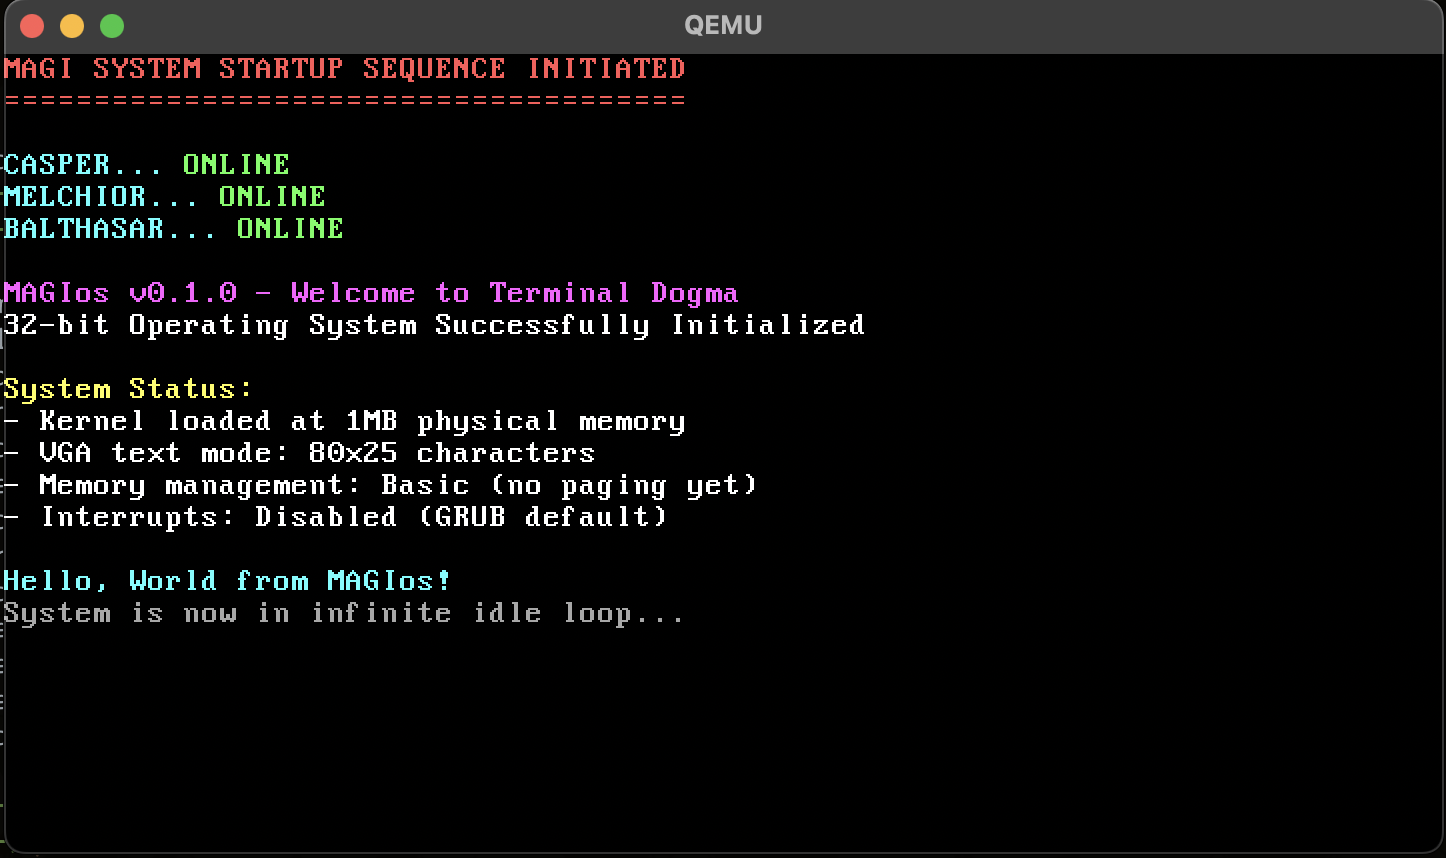 QEMU
MAGI SYSTEM STARTUP SEQUENCE INITIATED
======================================
CASPER... ONLINE
MELCHIOR... ONLINE
BALTHASAR... ONLINE
MAGIos v0.1.0 - Welcome to Terminal Dogma
32-bit Operating System Successfully Initialized
System Status:
- Kernel loaded at 1MB physical memory
- VGA text mode: 80x25 characters
- Memory management: Basic (no paging yet)
- Interrupts: Disabled (GRUB default)
Hello, World from MAGIos!
System is now in infinite idle loop...